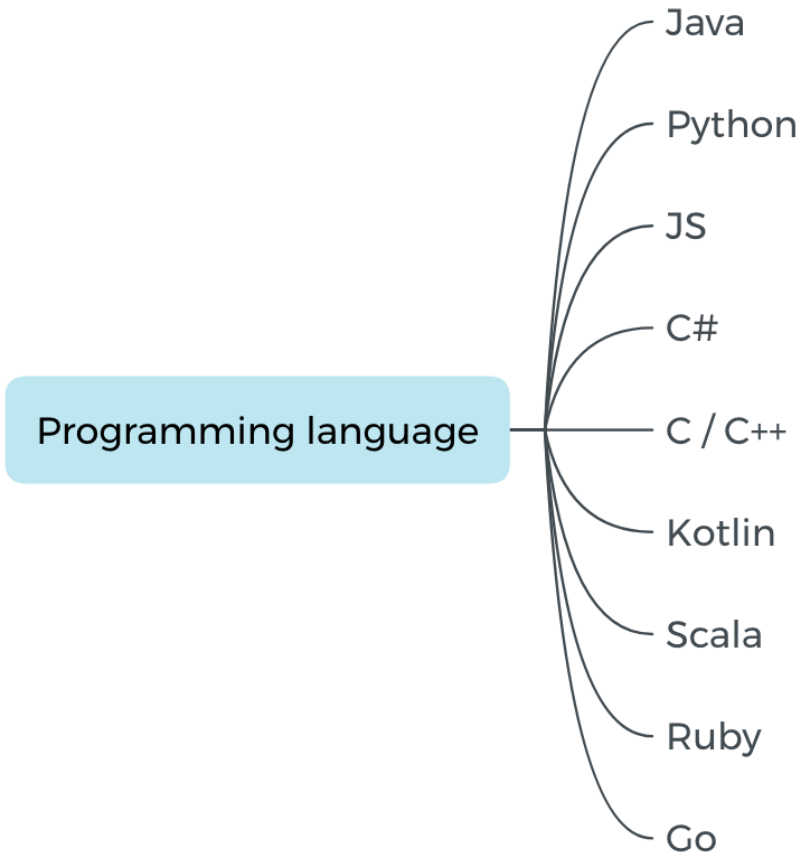 Java
Python
JS
C#
Programming language
C / C++
Kotlin
Scala
Ruby
Go